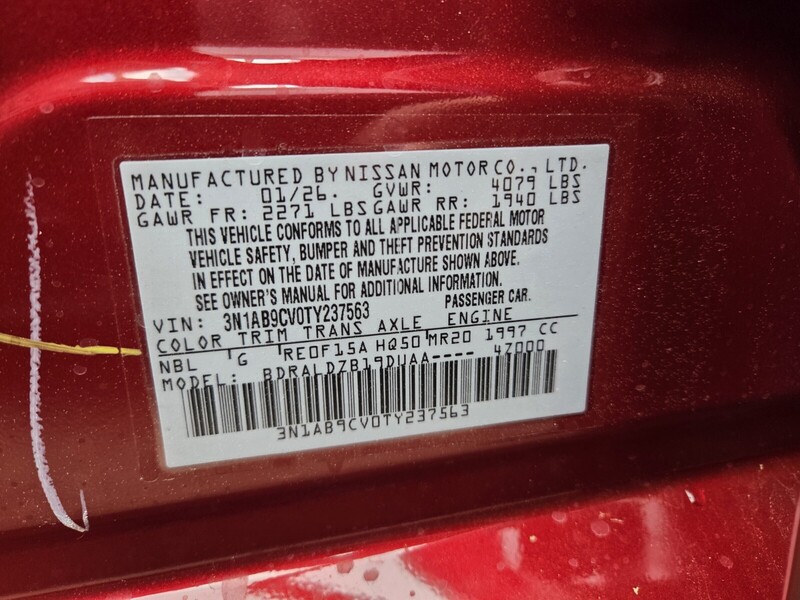 MANUFACTURED BY NISSAN MOTOR CO., LTD.
DATE: 01/26. GVWR: 4079 LBS
GAWR FR: 2271 LBS GAWR RR: 1940 LBS
THIS VEHICLE CONFORMS TO ALL APPLICABLE FEDERAL MOTOR
VEHICLE SAFETY, BUMPER AND THEFT PREVENTION STANDARDS
IN EFFECT ON THE DATE OF MANUFACTURE SHOWN ABOVE.
SEE OWNER'S MANUAL FOR ADDITIONAL INFORMATION.
VIN: 3N1AB9CV0TY237563 PASSENGER CAR.
COLOR TRIM TRANS AXLE ENGINE
NBL G RE0F15A HQ50 MR20 1997 CC
MODEL: BDRALDZB19DUAA---- 47000
3N1AB9CV0TY237563